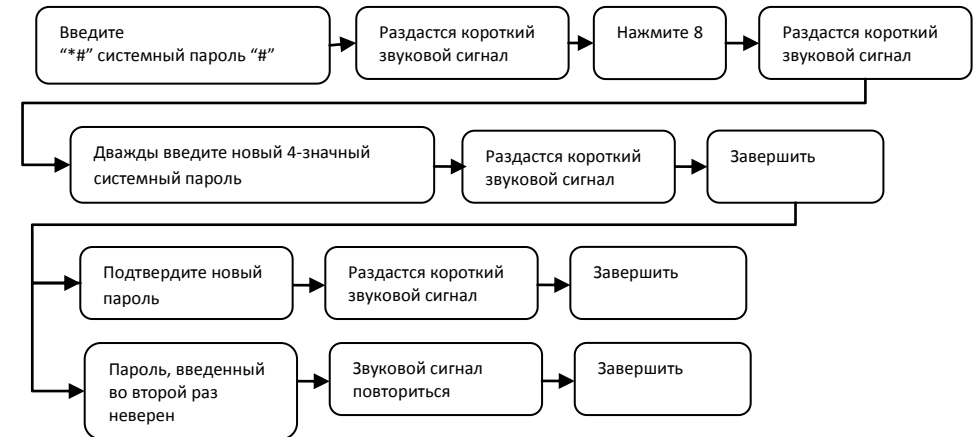 Введите
“*#” системный пароль “#”
Раздастся короткий
звуковой сигнал
Нажмите 8
Раздастся короткий
звуковой сигнал
Дважды введите новый 4-значный
системный пароль
Раздастся короткий
звуковой сигнал
Завершить
Подтвердите новый
пароль
Раздастся короткий
звуковой сигнал
Завершить
Пароль, введенный
во второй раз
неверен
Звуковой сигнал
повториться
Завершить